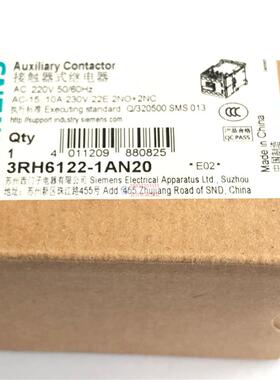 Auxiliary Contactor
接触器式继电器
AC 220V 50/60Hz
AC-15 10A 230V 22E 2NO+2NC
执行标准 Executing standard Q/320500 SMS 013
http://support.industry.siemens.com
Qty
1
4 011209 880825
QC PASS
Made in China
中国制造
3RH6122-1AN20
*E02*
苏州西门子电器有限公司 Siemens Electrical Apparatus Ltd., Suzhou
苏州新区珠江路455号 Add 455 Zhujiang Road of SND, China